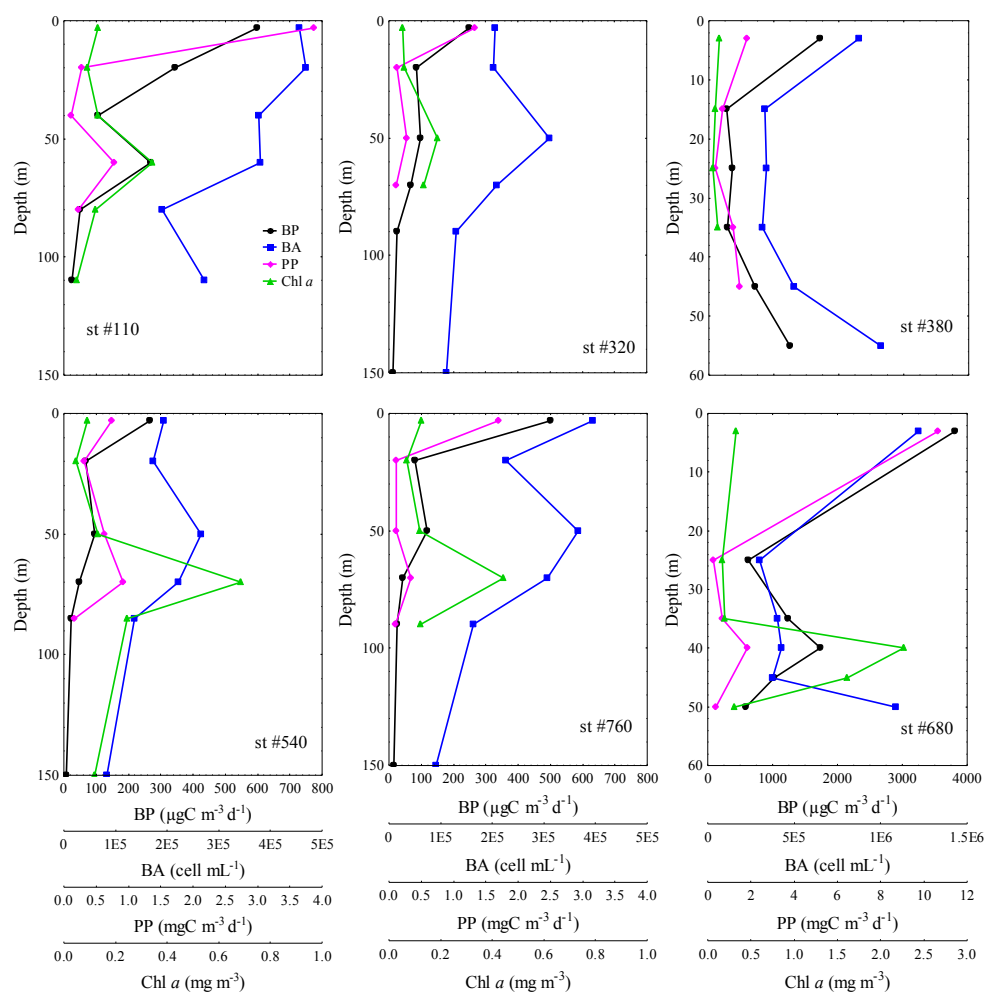 0
50
100
150
Depth (m)
BP
BA
PP
Chl a
st #110
0
50
100
150
Depth (m)
st #320
0
10
20
30
40
50
60
Depth (m)
st #380
0
50
100
150
Depth (m)
st #540
0
50
100
150
Depth (m)
st #760
0
10
20
30
40
50
60
Depth (m)
st #680
0 100 200 300 400 500 600 700 800
BP (µgC m⁻³ d⁻¹)
0 1E5 2E5 3E5 4E5 5E5
BA (cell mL⁻¹)
0.0 0.5 1.0 1.5 2.0 2.5 3.0 3.5 4.0
PP (mgC m⁻³ d⁻¹)
0.0 0.2 0.4 0.6 0.8 1.0
Chl a (mg m⁻³)
0 100 200 300 400 500 600 700 800
BP (µgC m⁻³ d⁻¹)
0 1E5 2E5 3E5 4E5 5E5
BA (cell mL⁻¹)
0.0 0.5 1.0 1.5 2.0 2.5 3.0 3.5 4.0
PP (mgC m⁻³ d⁻¹)
0.0 0.2 0.4 0.6 0.8 1.0
Chl a (mg m⁻³)
0 1000 2000 3000 4000
BP (µgC m⁻³ d⁻¹)
0 5E5 1E6 1.5E6
BA (cell mL⁻¹)
0 2 4 6 8 10 12
PP (mgC m⁻³ d⁻¹)
0.0 0.5 1.0 1.5 2.0 2.5 3.0
Chl a (mg m⁻³)